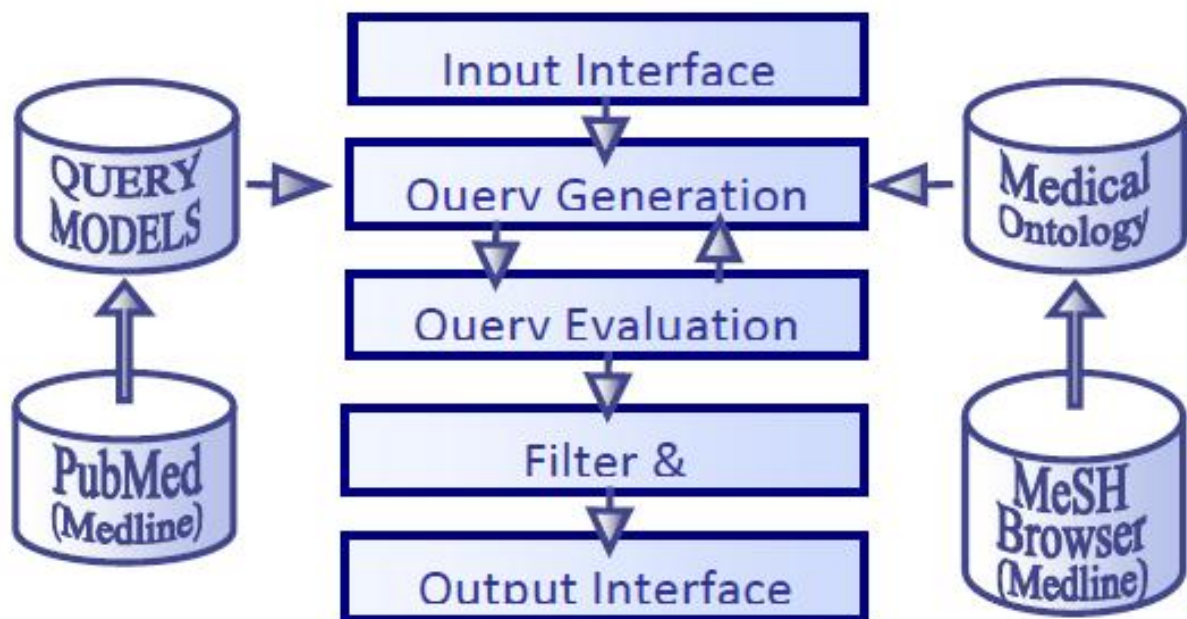 Input Interface
QUERY
MODELS
Query Generation
Medical
Ontology
Query Evaluation
PubMed
(Medline)
Filter &
MeSH
Browser
(Medline)
Output Interface